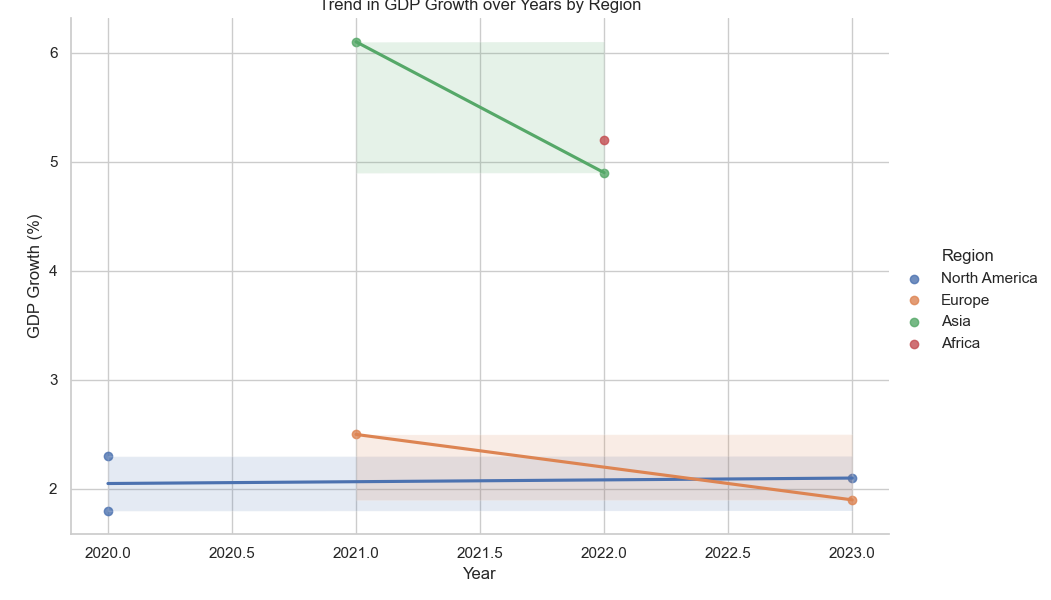 Trend in GDP Growth over Years by Region
6
5
4
3
2
GDP Growth (%)
2020.0 2020.5 2021.0 2021.5 2022.0 2022.5 2023.0
Year
Region
North America
Europe
Asia
Africa